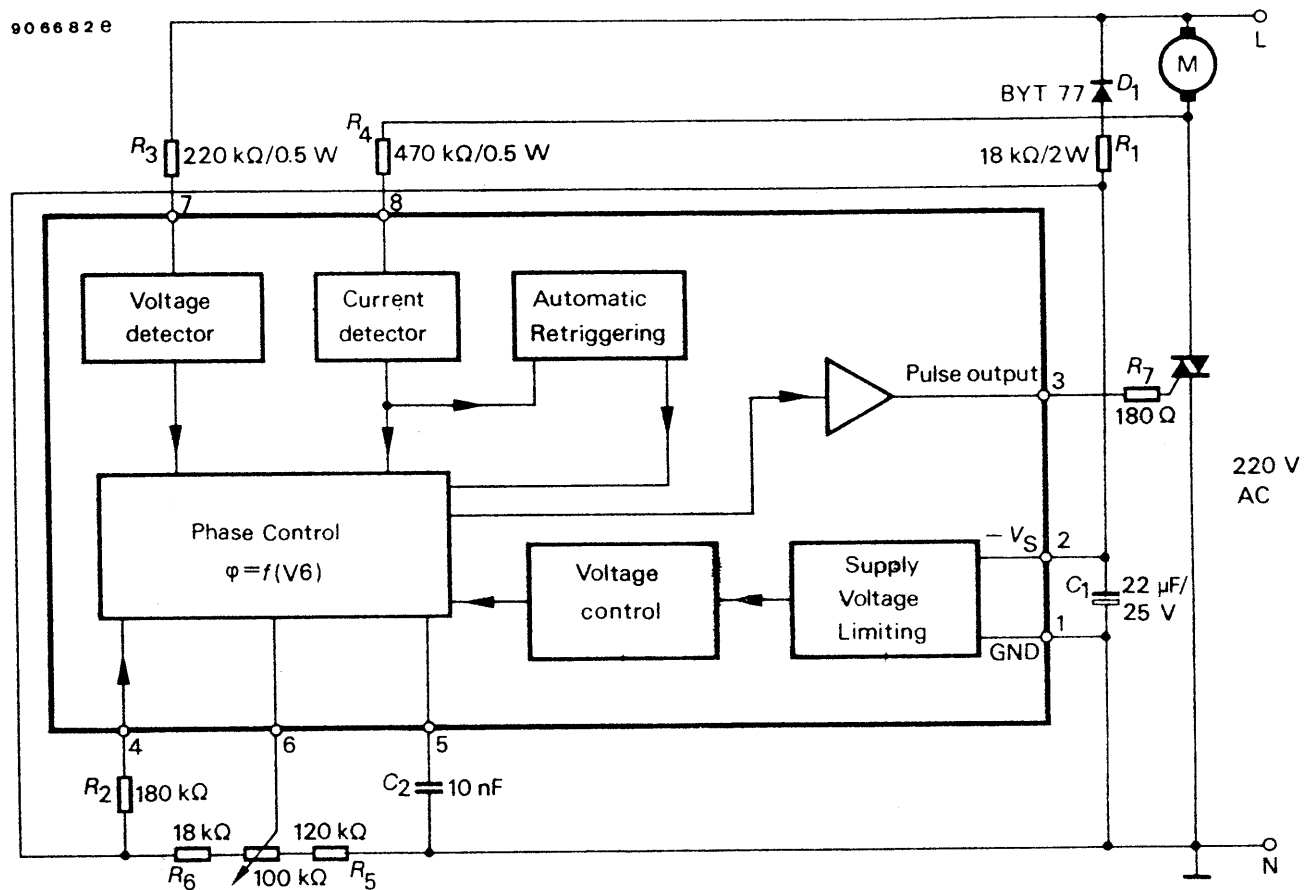 906682e
L
M
BYT 77 D1
R4
R3 220 kΩ/0.5 W
470 kΩ/0.5 W
18 kΩ/2W R1
7
8
Voltage
detector
Current
detector
Automatic
Retriggering
Pulse output
3
R7
180 Ω
220 V
AC
Phase Control
φ=f(V6)
Voltage
control
Supply
Voltage
Limiting
−VS
2
C1
22 µF/
25 V
1
GND
4
6
5
R2
180 kΩ
C2
10 nF
18 kΩ
120 kΩ
R6
100 kΩ
R5
N